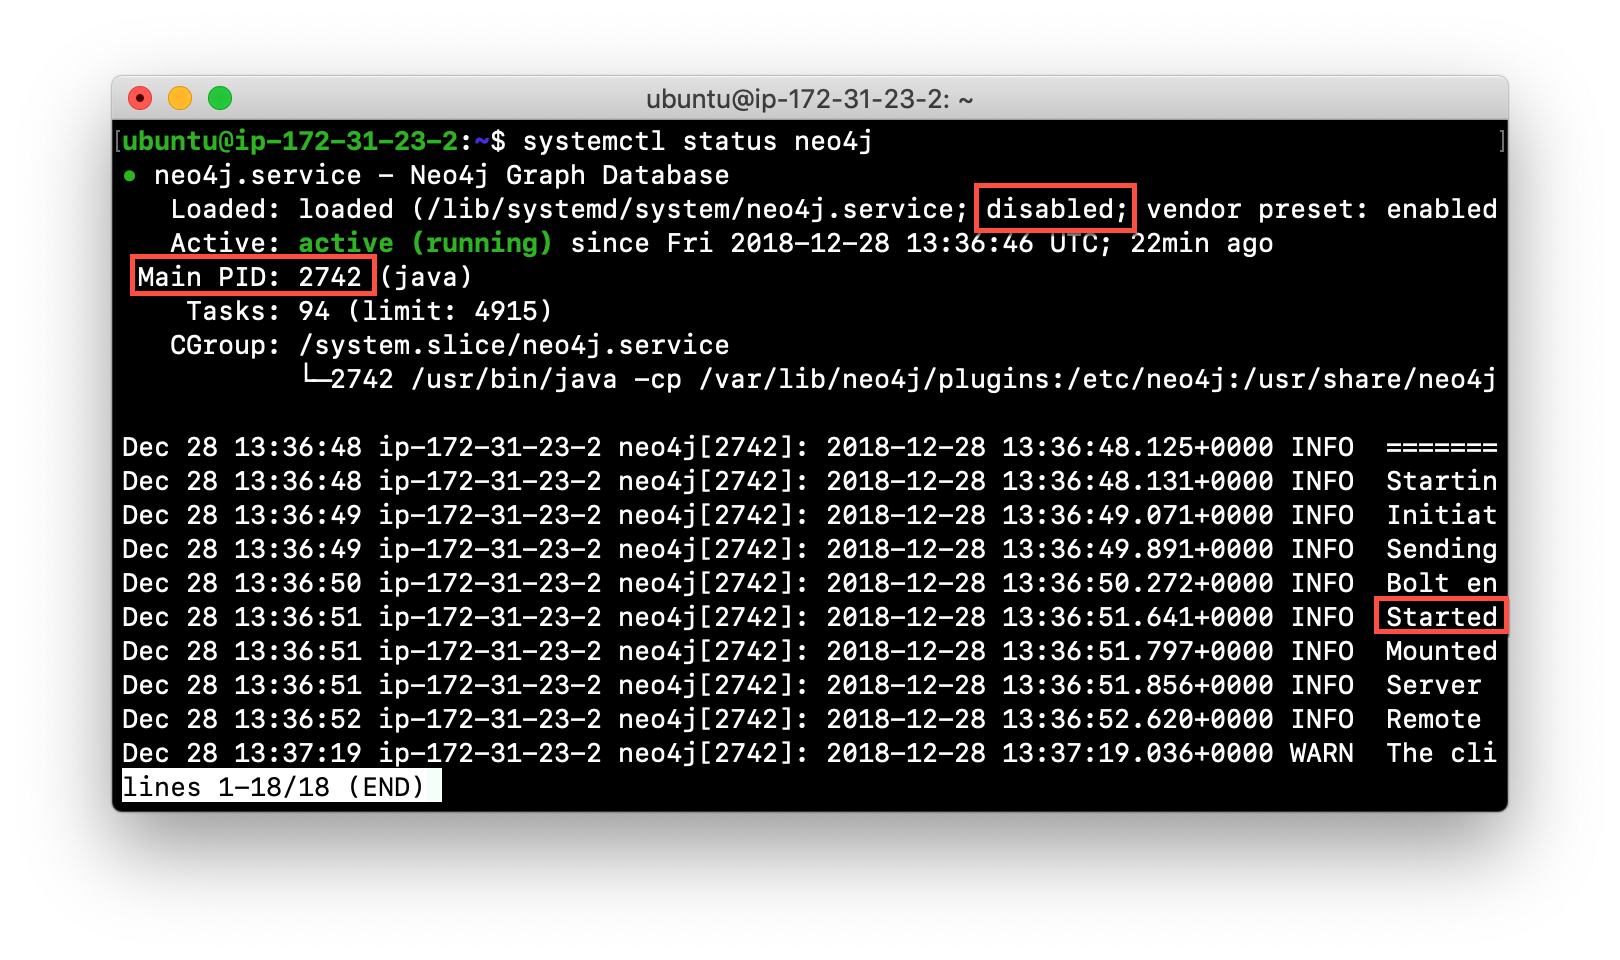 ubuntu@ip-172-31-23-2: ~
[ubuntu@ip-172-31-23-2:~$ systemctl status neo4j ]
● neo4j.service - Neo4j Graph Database
Loaded: loaded (/lib/systemd/system/neo4j.service; disabled; vendor preset: enabled
Active: active (running) since Fri 2018-12-28 13:36:46 UTC; 22min ago
Main PID: 2742 (java)
Tasks: 94 (limit: 4915)
CGroup: /system.slice/neo4j.service
└─2742 /usr/bin/java -cp /var/lib/neo4j/plugins:/etc/neo4j:/usr/share/neo4j
Dec 28 13:36:48 ip-172-31-23-2 neo4j[2742]: 2018-12-28 13:36:48.125+0000 INFO  =======
Dec 28 13:36:48 ip-172-31-23-2 neo4j[2742]: 2018-12-28 13:36:48.131+0000 INFO  Startin
Dec 28 13:36:49 ip-172-31-23-2 neo4j[2742]: 2018-12-28 13:36:49.071+0000 INFO  Initiat
Dec 28 13:36:49 ip-172-31-23-2 neo4j[2742]: 2018-12-28 13:36:49.891+0000 INFO  Sending
Dec 28 13:36:50 ip-172-31-23-2 neo4j[2742]: 2018-12-28 13:36:50.272+0000 INFO  Bolt en
Dec 28 13:36:51 ip-172-31-23-2 neo4j[2742]: 2018-12-28 13:36:51.641+0000 INFO  Started
Dec 28 13:36:51 ip-172-31-23-2 neo4j[2742]: 2018-12-28 13:36:51.797+0000 INFO  Mounted
Dec 28 13:36:51 ip-172-31-23-2 neo4j[2742]: 2018-12-28 13:36:51.856+0000 INFO  Server
Dec 28 13:36:52 ip-172-31-23-2 neo4j[2742]: 2018-12-28 13:36:52.620+0000 INFO  Remote
Dec 28 13:37:19 ip-172-31-23-2 neo4j[2742]: 2018-12-28 13:37:19.036+0000 WARN  The cli
lines 1-18/18 (END)